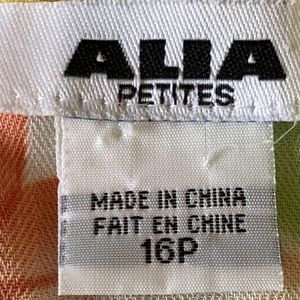 ALIA
PETITES
MADE IN CHINA
FAIT EN CHINE
16P